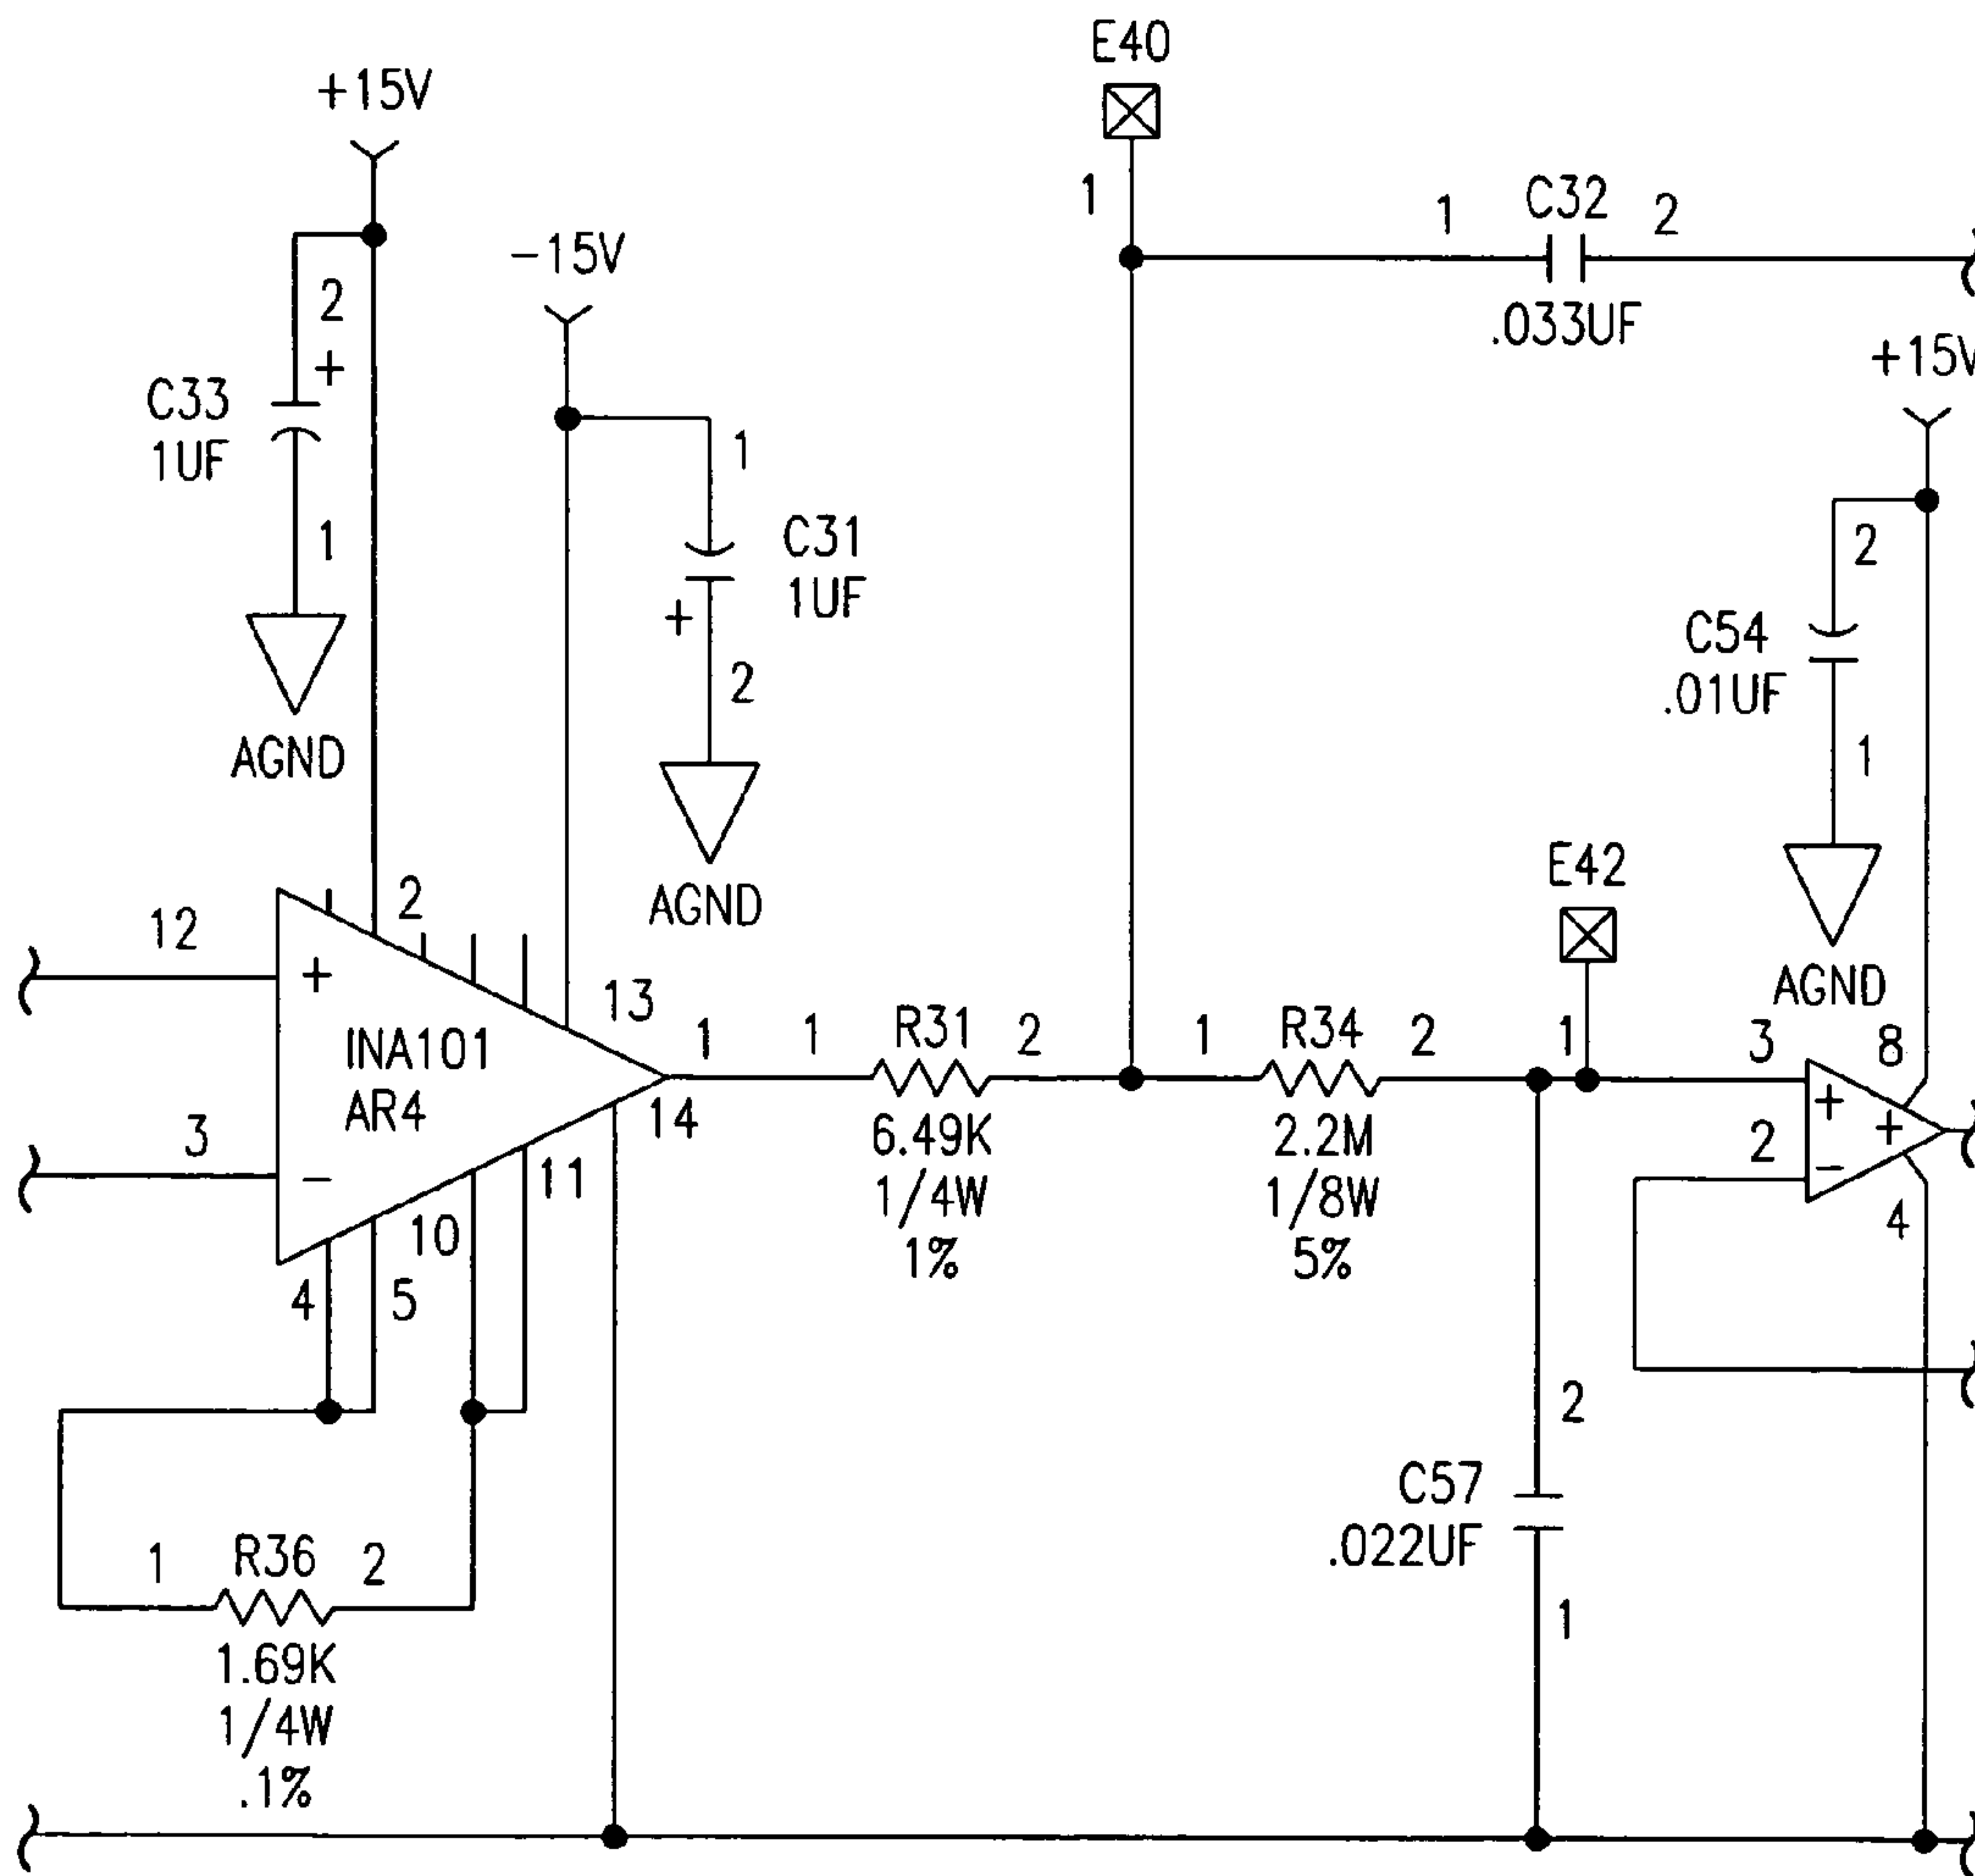 E40
+15V
1
1
C32
2
-15V
.033UF
2
+
+15V
C33
1UF
1
1
C31
1UF
+
2
2
C54
.01UF
1
AGND
AGND
E42
2
12
+
13
AGND
INA101
AR4
1
1
R31
2
1
R34
2
1
3
8
14
6.49K
1/4W
1%
2.2M
1/8W
5%
+
+
2
-
4
3
-
11
10
4
5
2
C57
.022UF
1
R36
2
1
1.69K
1/4W
.1%